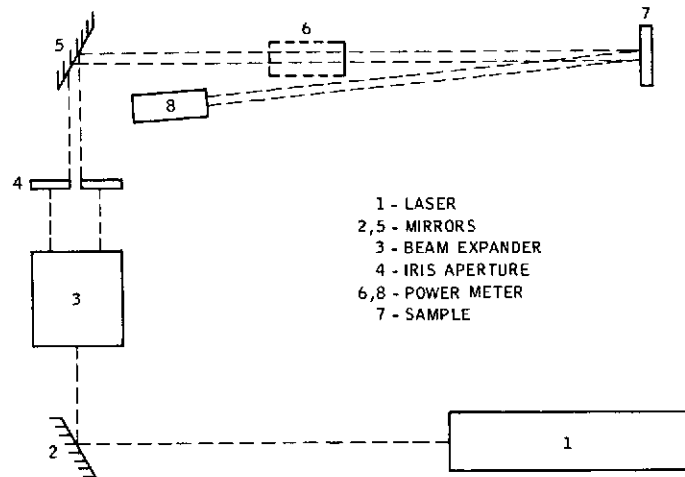 7
6
5
8
4
1 - LASER
2,5 - MIRRORS
3 - BEAM EXPANDER
4 - IRIS APERTURE
6,8 - POWER METER
7 - SAMPLE
3
2
1